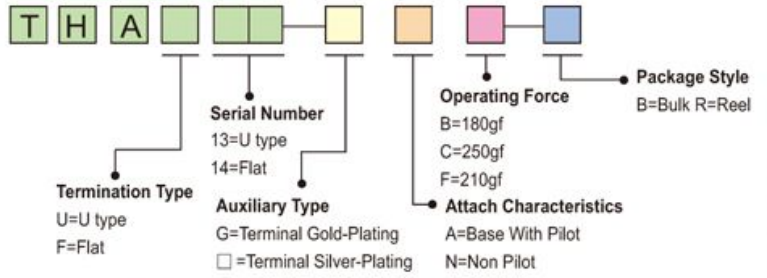 T H A
Package Style
B=Bulk R=Reel
Operating Force
B=180gf
C=250gf
F=210gf
Serial Number
13=U type
14=Flat
Termination Type
U=U type
F=Flat
Auxiliary Type
G=Terminal Gold-Plating
□=Terminal Silver-Plating
Attach Characteristics
A=Base With Pilot
N=Non Pilot